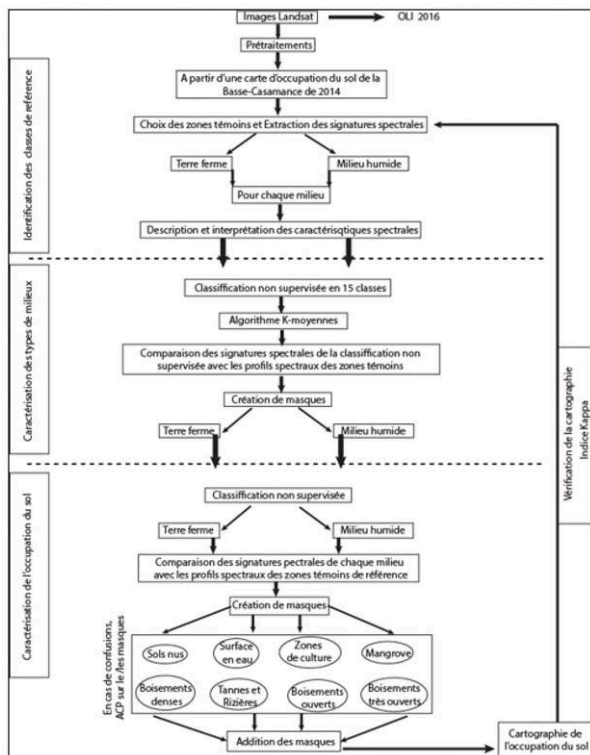 Images Landsat
OLI 2016
Prétraitements
A partir d'une carte d'occupation du sol de la
Basse-Casamance de 2014
Choix des zones témoins et Extraction des signatures spectrales
Terre ferme
Milieu humide
Pour chaque milieu
Description et interprétation des caractérisqtiques spectrales
Identification des classes de référence
Classification non supervisée en 15 classes
Algorithme K-moyennes
Comparaison des signatures spectrales de la classifification non
supervisée avec les profils spectraux des zones témoins
Création de masques
Terre ferme
Milieu humide
Caractérisation des types de milieux
Vérification de la cartographie
Indice Kappa
Classification non supervisée
Terre ferme
Milieu humide
Comparaison des signatures pectrales de chaque milieu
avec les profils spectraux des zones témoins de référence
Création de masques
Sols nus
Surface
en eau
Zones
de culture
Mangrove
Boisements
denses
Tannes et
Rizières
Boisements
ouverts
Boisements
très ouverts
En cas de confusions,
ACP sur le /les masques
Caractérisation de l'occupation du sol
Addition des masques
Cartographie de
l'occupation du sol